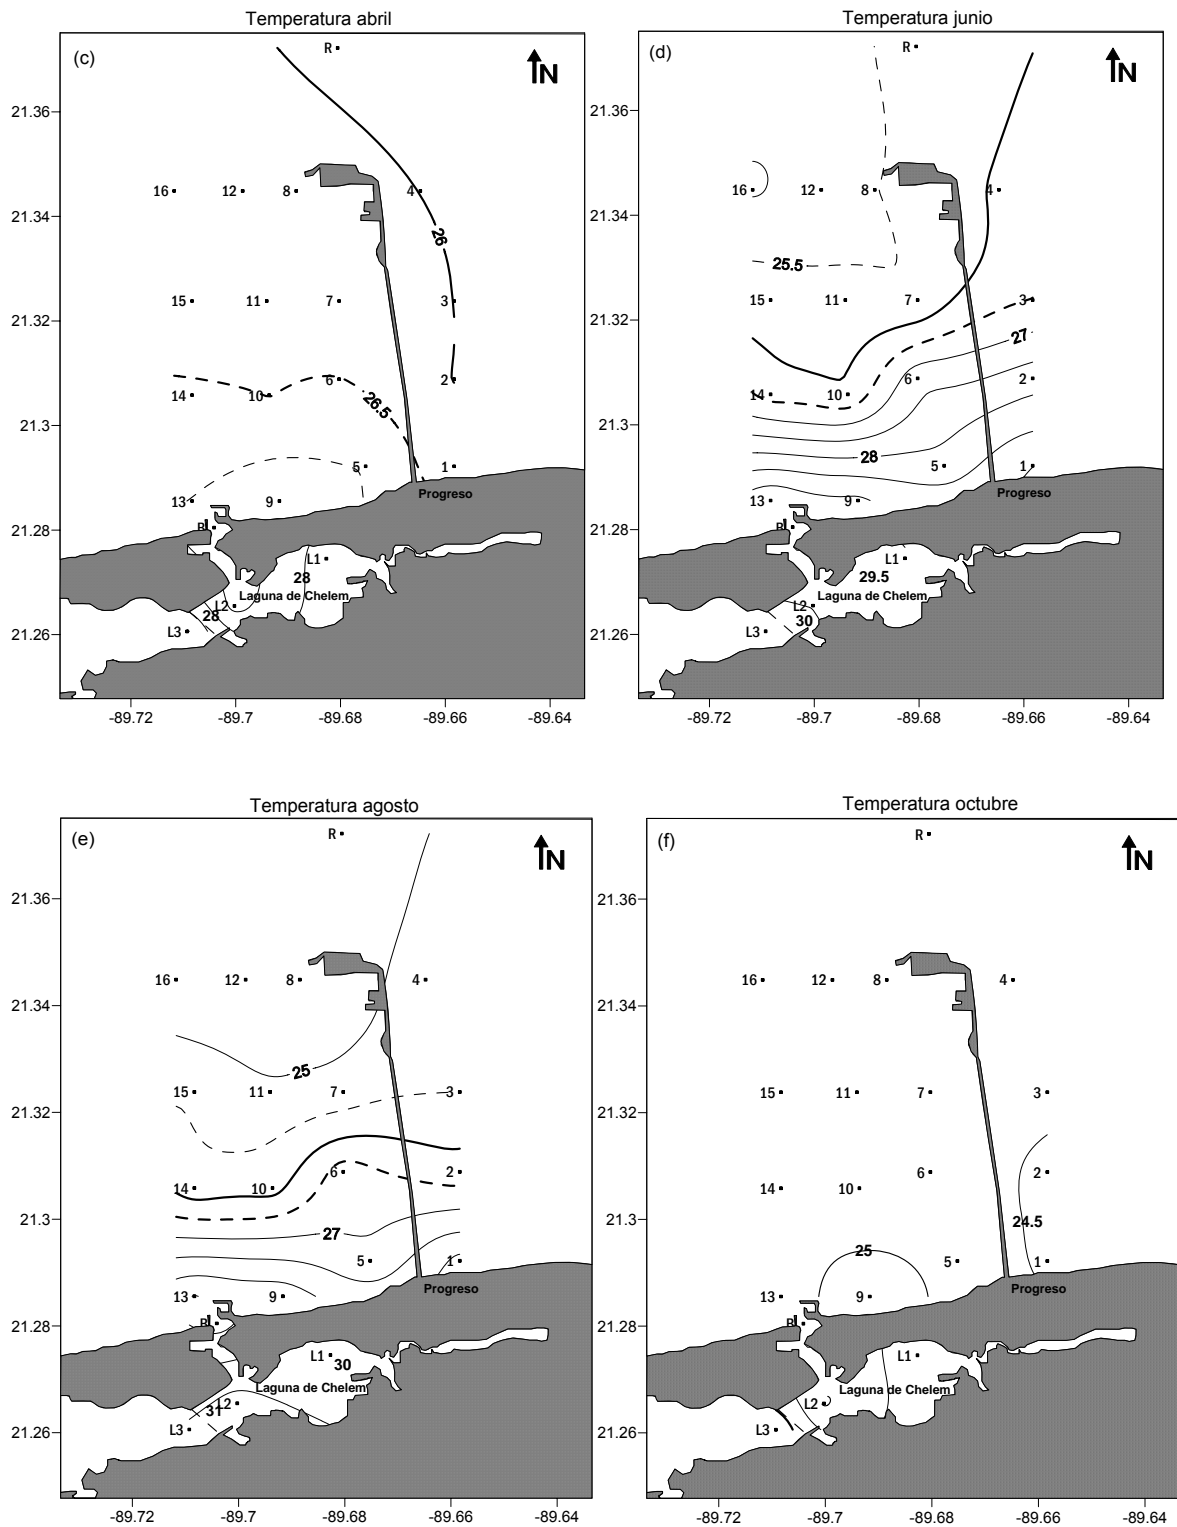 Temperatura abril
(c)
R
N
21.36
16 12 8 4
21.34
26
15 11 7 3
21.32
6 2
14 10 26.5
21.3
5 1
13 9
Progreso
21.28
L1
28
Laguna de Chelem
L2
28
L3
21.26
-89.72 -89.7 -89.68 -89.66 -89.64
Temperatura junio
(d)
R
N
21.36
16 12 8 4
21.34
25.5
15 11 7 3
21.32
27
6 2
14 10
21.3
28
5 1
13 9
Progreso
21.28
L1
29.5
Laguna de Chelem
L2
30
L3
21.26
-89.72 -89.7 -89.68 -89.66 -89.64
Temperatura agosto
(e)
R
N
21.36
16 12 8 4
21.34
25
15 11 7 3
21.32
6 2
14 10
21.3
27
5 1
13 9
Progreso
21.28
L1
30
Laguna de Chelem
L2
31
L3
21.26
-89.72 -89.7 -89.68 -89.66 -89.64
Temperatura octubre
(f)
R
N
21.36
16 12 8 4
21.34
15 11 7 3
21.32
6 2
14 10
21.3
24.5
25
5 1
13 9
Progreso
21.28
L1
Laguna de Chelem
L2
L3
21.26
-89.72 -89.7 -89.68 -89.66 -89.64